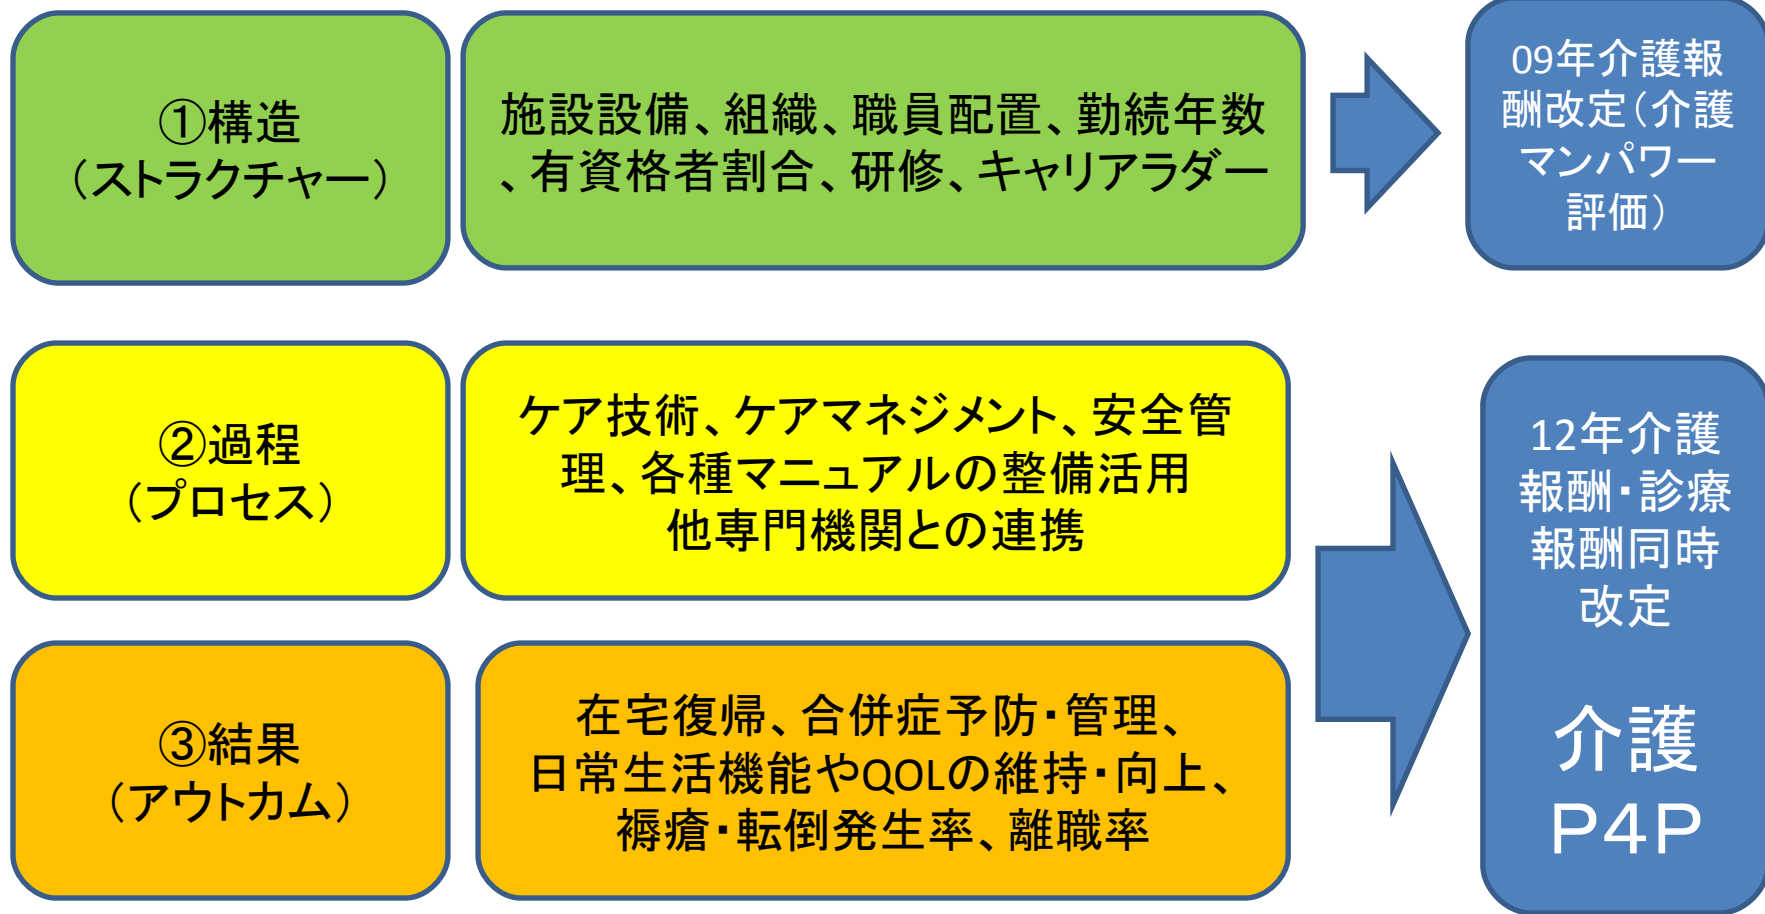 ①構造
（ストラクチャー）
施設設備、組織、職員配置、勤続年数
、有資格者割合、研修、キャリアラダー
09年介護報
酬改定（介護
マンパワー
評価）
②過程
（プロセス）
ケア技術、ケアマネジメント、安全管
理、各種マニュアルの整備活用
他専門機関との連携
12年介護
報酬・診療
報酬同時
改定
介護
P4P
③結果
（アウトカム）
在宅復帰、合併症予防・管理、
日常生活機能やQOLの維持・向上、
褥瘡・転倒発生率、離職率